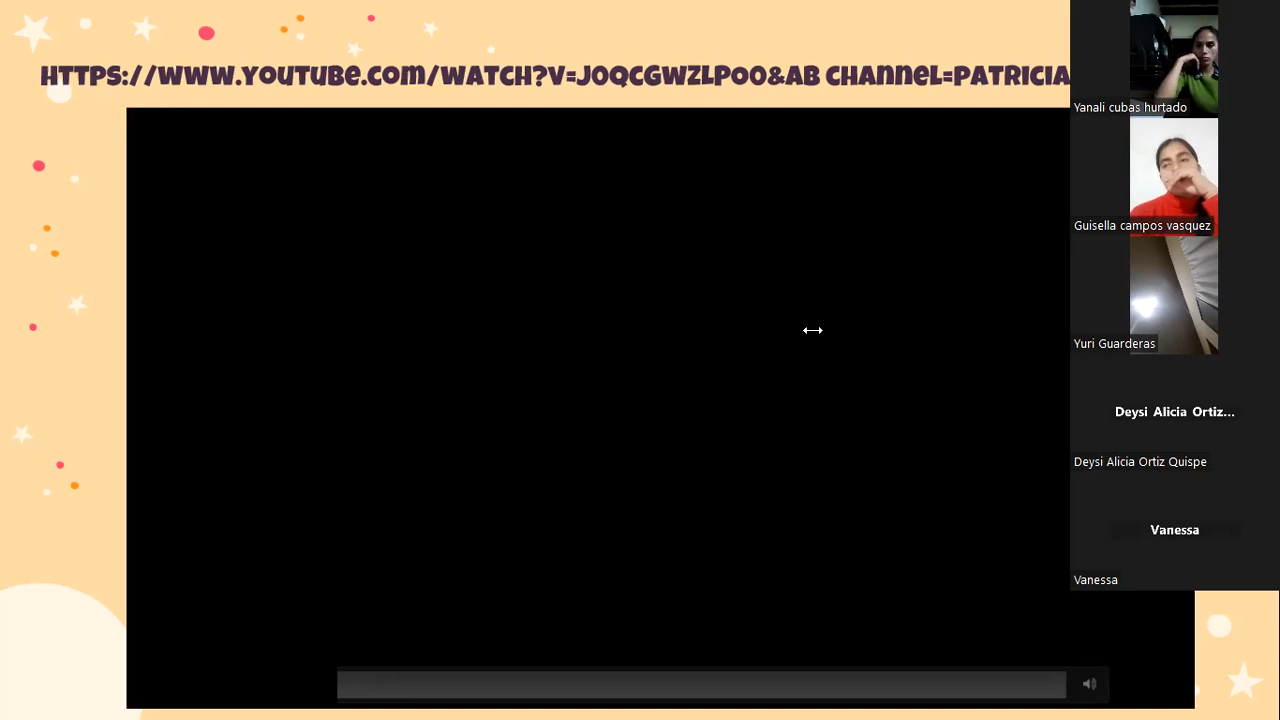 HTTPS://WWW.YOUTUBE.COM/WATCH?V=J0QCGWZLPO0&AB CHANNEL=PATRICIA
Yanali cubas hurtado
Guisella campos vasquez
Yuri Guarderas
Deysi Alicia Ortiz...
Deysi Alicia Ortiz Quispe
Vanessa
Vanessa